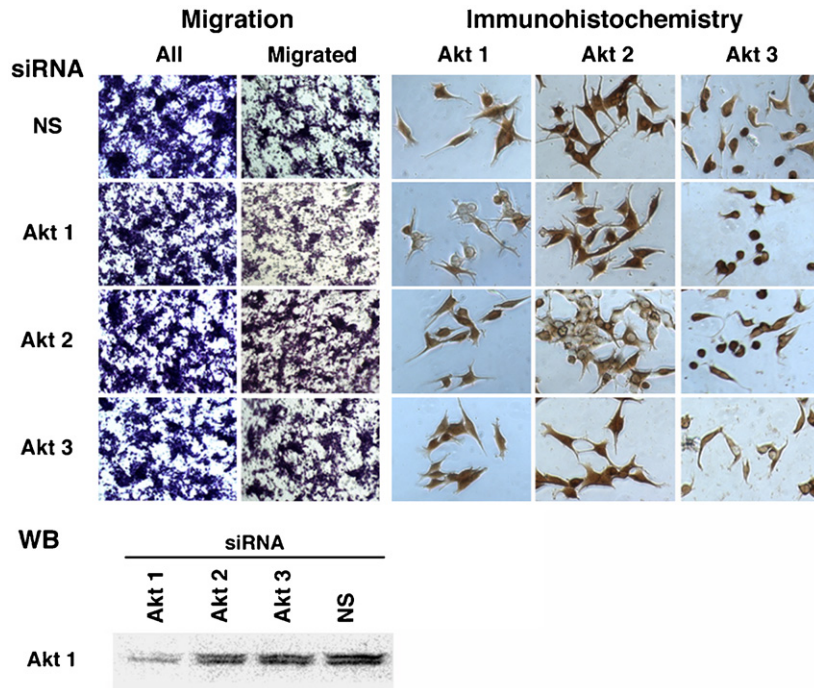 Migration Immunohistochemistry
siRNA All Migrated Akt 1 Akt 2 Akt 3
NS
Akt 1
Akt 2
Akt 3
WB
siRNA
Akt 1 Akt 2 Akt 3 NS
Akt 1